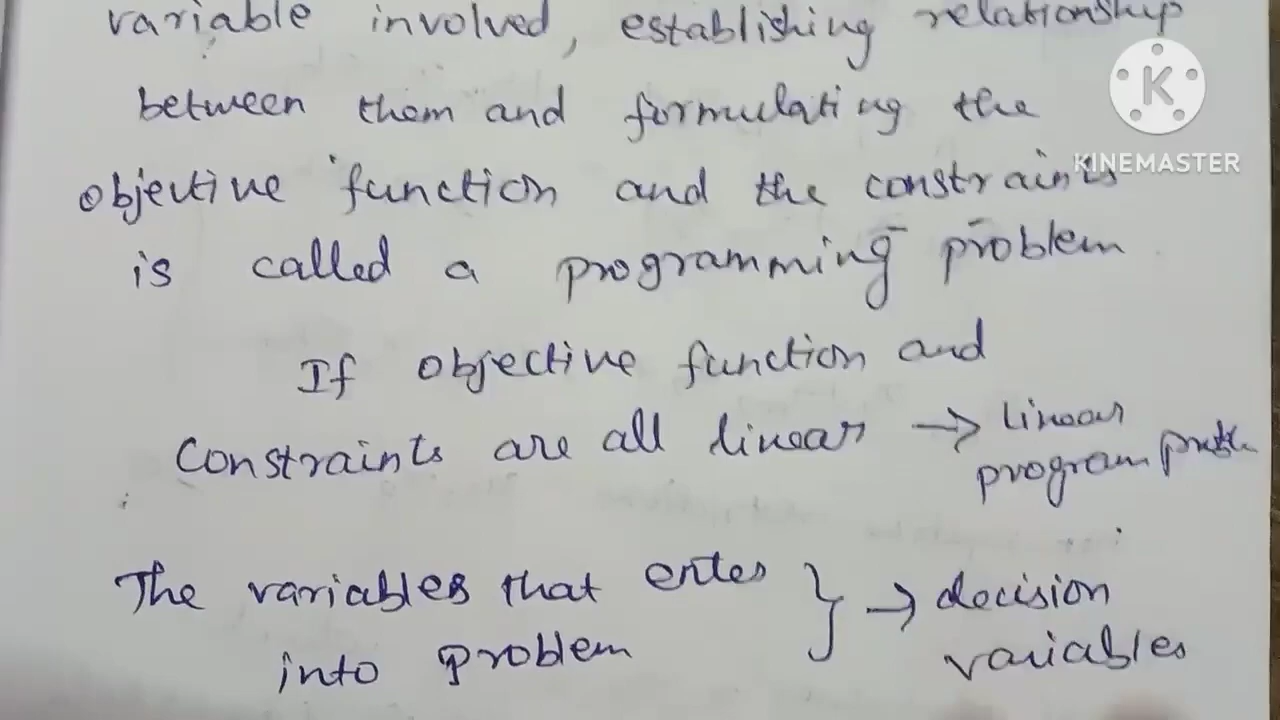 variable involved, establishing relationship
between them and formulating the
objective function and the constraints
is called a programming problem
If objective function and
constraints are all linear → linear
program
The variables that enter } → decision
into problem variables
K
KINEMASTER